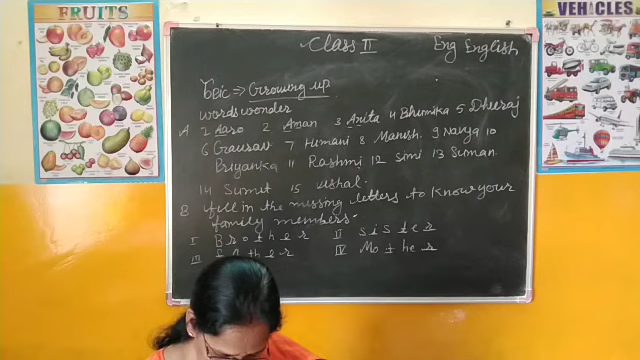 FRUITS
VEHICLES
Class II Eng English
Topic => Growing up
words wonder
A 1 Aaro 2 Aman 3 Anita 4 Bhumika 5 Dheeraj
6 Gaurav 7 Humani 8 Manish 9 Navya 10
Priyanka 11 Rashmi 12 Simi 13 Suman
14 Sumit 15 Vishal.
B fill in the missing letters to know your
family members.
I Brother II sister
III Father IV Mother